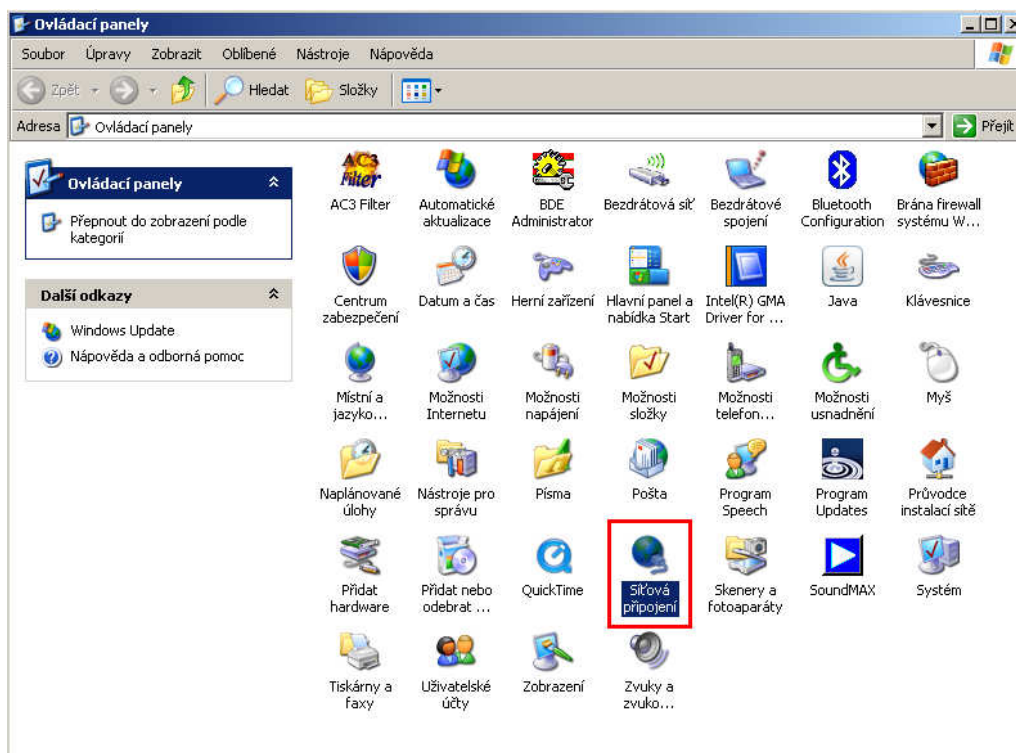 Ovládací panely
Soubor Úpravy Zobrazit Oblíbené Nástroje Nápověda
Zpět Hledat Složky
Adresa Ovládací panely Přejít
Ovládací panely
Přepnout do zobrazení podle
kategorií
Další odkazy
Windows Update
Nápověda a odborná pomoc
AC3 Filter
AC3 Filter
Automatické
aktualizace
BDE
Administrator
Bezdrátová síť
Bezdrátové
spojení
Bluetooth
Configuration
Brána firewall
systému W...
Centrum
zabezpečení
Datum a čas
Herní zařízení
Hlavní panel a
nabídka Start
Intel(R) GMA
Driver for ...
Java
Klávesnice
Místní a
jazyko...
Možnosti
Internetu
Možnosti
napájení
Možnosti
složky
Možnosti
telefon...
Možnosti
usnadnění
Myš
Naplánované
úlohy
Nástroje pro
správu
Písma
Pošta
Program
Speech
Program
Updates
Průvodce
instalací sítě
Přidat
hardware
Přidat nebo
odebrat ...
QuickTime
Síťová
připojení
Skenery a
fotoaparáty
SoundMAX
Systém
Tiskárny a
faxy
Uživatelské
účty
Zobrazení
Zvuky a
zvuko...